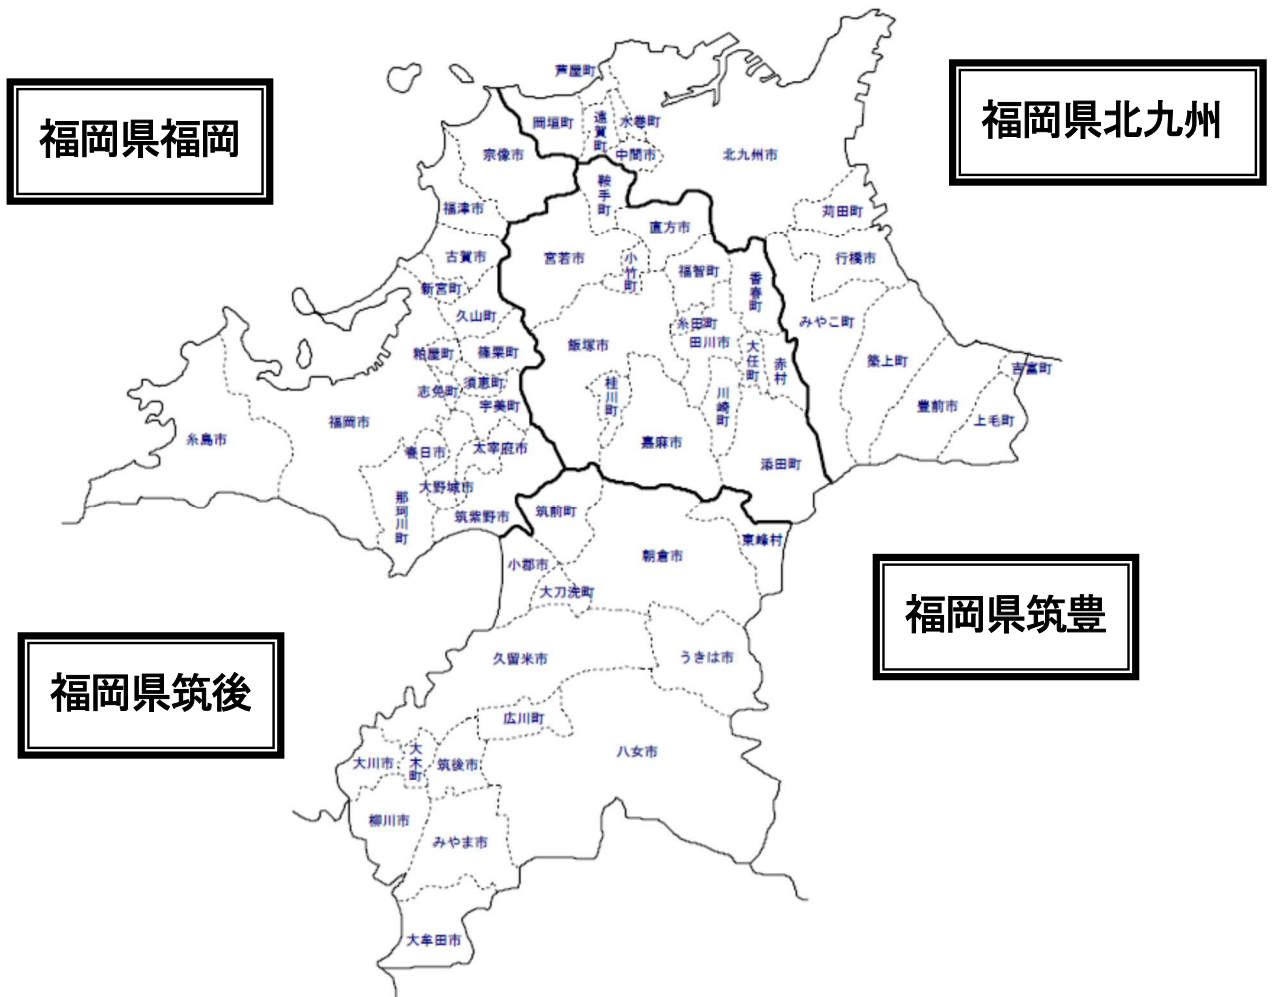 芦屋町
福岡県福岡
福岡県北九州
岡垣町
遠賀町
水巻町
宗像市
中間市
北九州市
鞍手町
福津市
苅田町
直方市
古賀市
宮若市
小竹町
福智町
行橋市
新宮町
香春町
久山町
糸田町
みやこ町
粕屋町
篠栗町
飯塚市
田川市
大任町
赤村
築上町
吉富町
志免町
須恵町
桂川町
川崎町
宇美町
豊前市
福岡市
上毛町
糸島市
春日市
太宰府市
嘉麻市
添田町
大野城市
那珂川町
筑紫野市
筑前町
東峰村
小郡市
朝倉市
大刀洗町
福岡県筑豊
久留米市
うきは市
福岡県筑後
広川町
八女市
大川市
大木町
筑後市
柳川市
みやま市
大牟田市